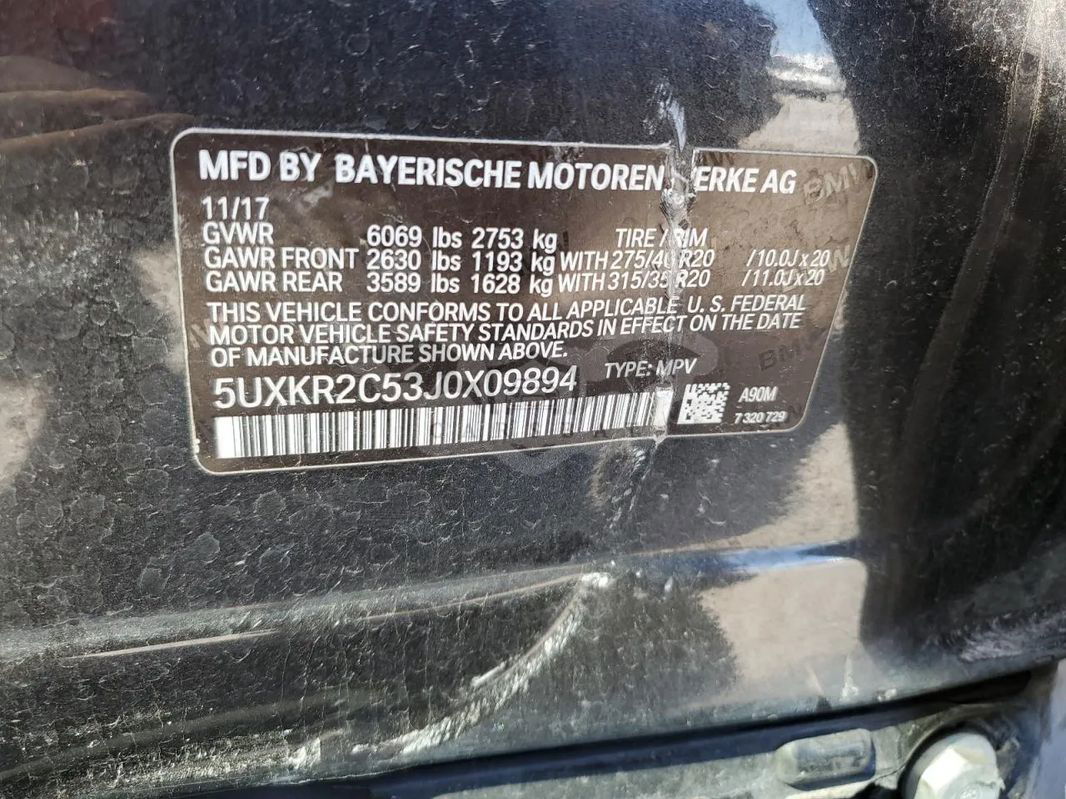 MFD BY BAYERISCHE MOTOREN WERKE AG
11/17
GVWR 6069 lbs 2753 kg TIRE / RIM
GAWR FRONT 2630 lbs 1193 kg WITH 275/40 R20 /10.0J x 20
GAWR REAR 3589 lbs 1628 kg WITH 315/35 R20 /11.0J x 20
THIS VEHICLE CONFORMS TO ALL APPLICABLE U. S. FEDERAL
MOTOR VEHICLE SAFETY STANDARDS IN EFFECT ON THE DATE
OF MANUFACTURE SHOWN ABOVE.
5UXKR2C53J0X09894 TYPE: MPV
A90M
7 320 729
BMW
BMW